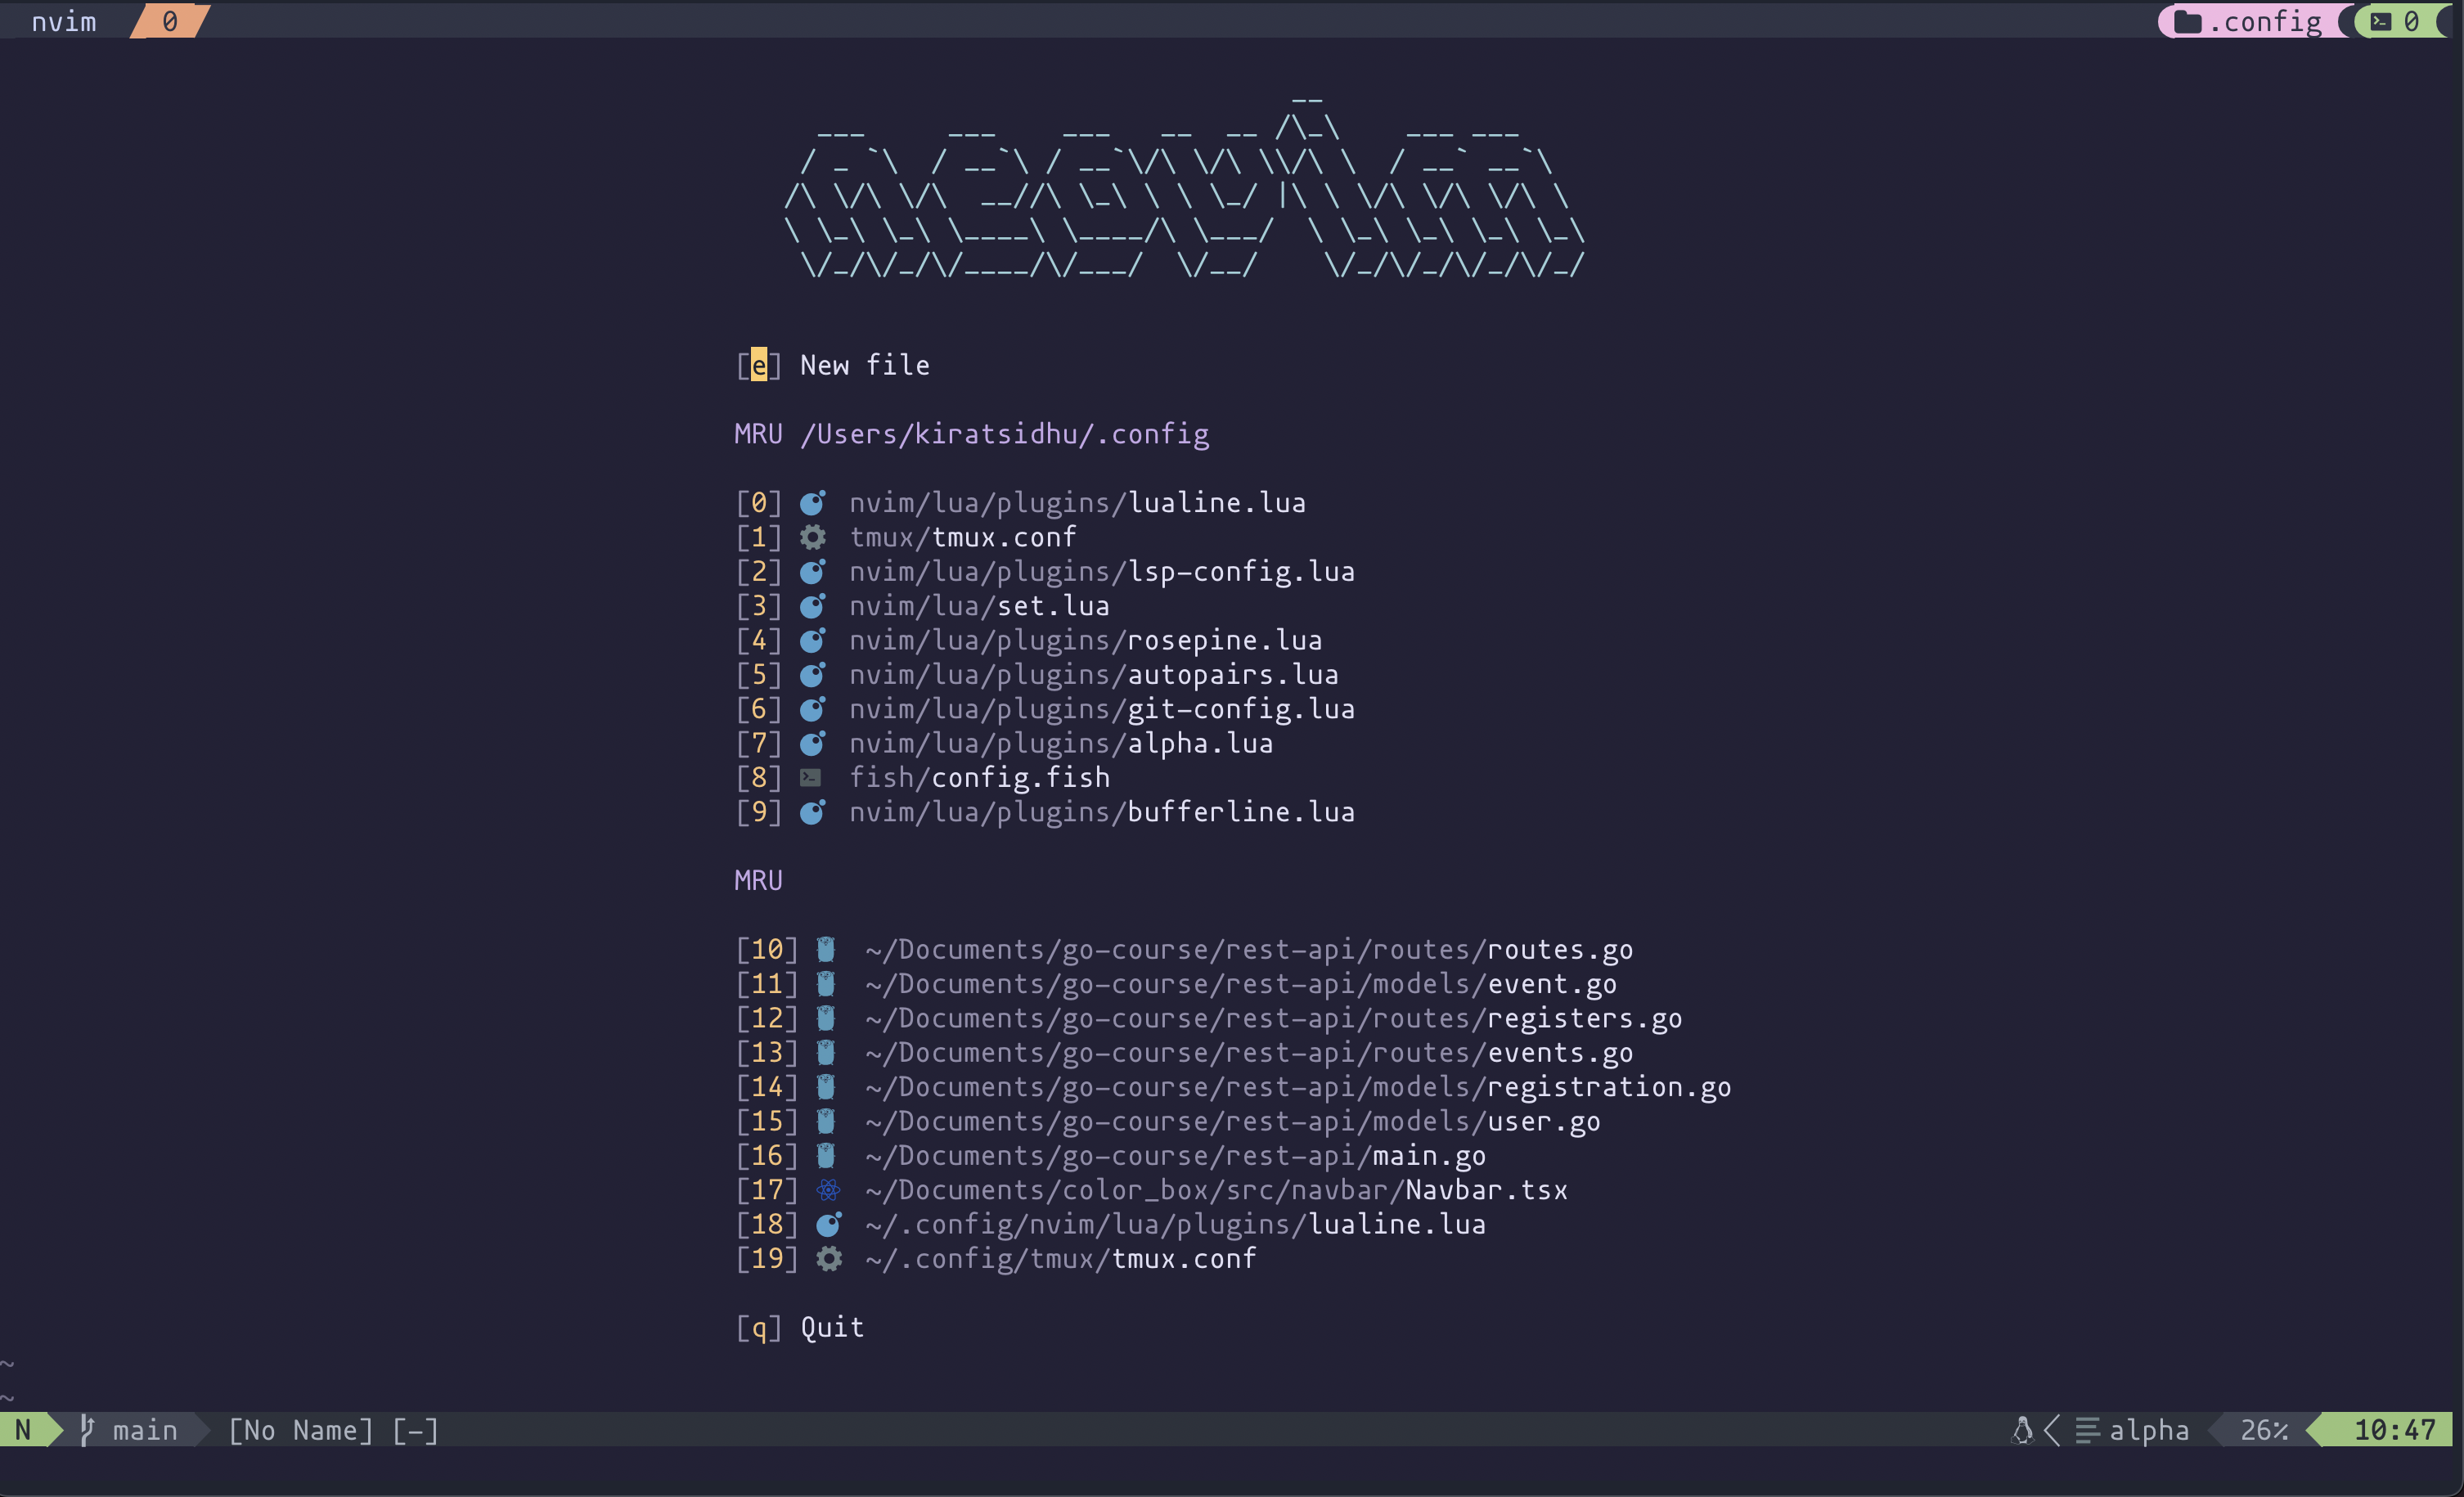 nvim 0 .config 0
neovim
[e] New file
MRU /Users/kiratsidhu/.config
[0] nvim/lua/plugins/lualine.lua
[1] tmux/tmux.conf
[2] nvim/lua/plugins/lsp-config.lua
[3] nvim/lua/set.lua
[4] nvim/lua/plugins/rosepine.lua
[5] nvim/lua/plugins/autopairs.lua
[6] nvim/lua/plugins/git-config.lua
[7] nvim/lua/plugins/alpha.lua
[8] fish/config.fish
[9] nvim/lua/plugins/bufferline.lua
MRU
[10] ~/Documents/go-course/rest-api/routes/routes.go
[11] ~/Documents/go-course/rest-api/models/event.go
[12] ~/Documents/go-course/rest-api/routes/registers.go
[13] ~/Documents/go-course/rest-api/routes/events.go
[14] ~/Documents/go-course/rest-api/models/registration.go
[15] ~/Documents/go-course/rest-api/models/user.go
[16] ~/Documents/go-course/rest-api/main.go
[17] ~/Documents/color_box/src/navbar/Navbar.tsx
[18] ~/.config/nvim/lua/plugins/lualine.lua
[19] ~/.config/tmux/tmux.conf
[q] Quit
~
~
N main [No Name] [-] alpha 26% 10:47